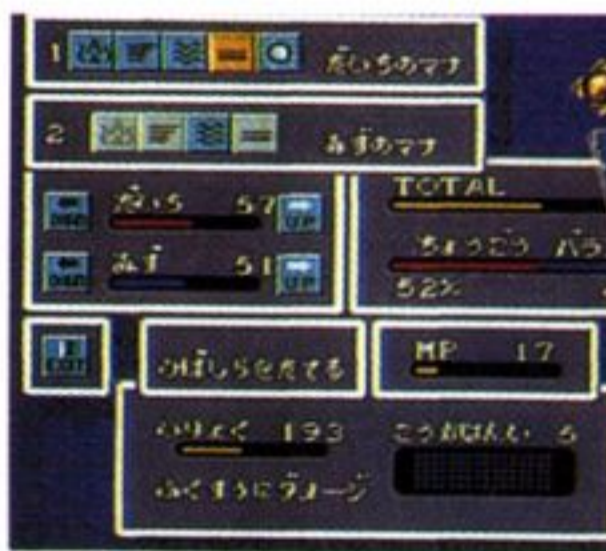 1 だいちのマナ
2 みずのマナ
だいち 57
みず 51
TOTAL
ちょうごう バラ
52%
ひばしらをたてる
MP 17
いりょく 193 こうかはんい 5
ふくすうにダメージ